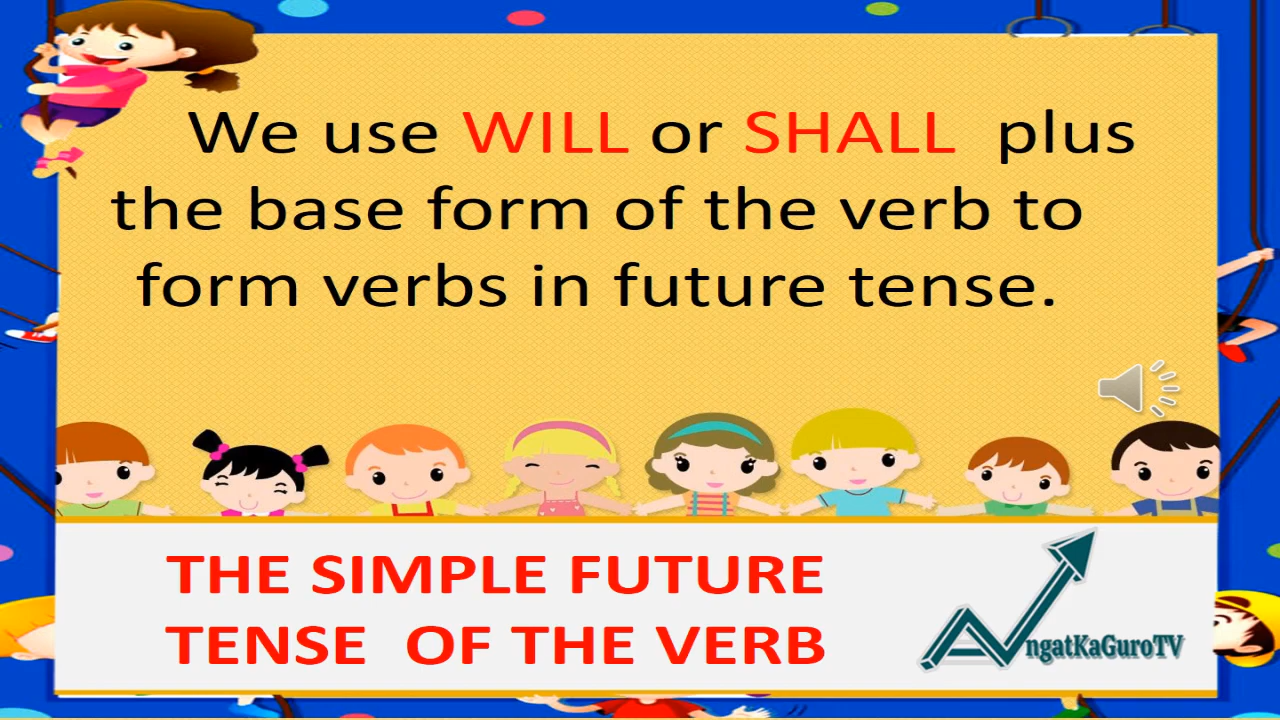 We use WILL or SHALL plus
the base form of the verb to
form verbs in future tense.
THE SIMPLE FUTURE
TENSE OF THE VERB
AngatKaGuroTV